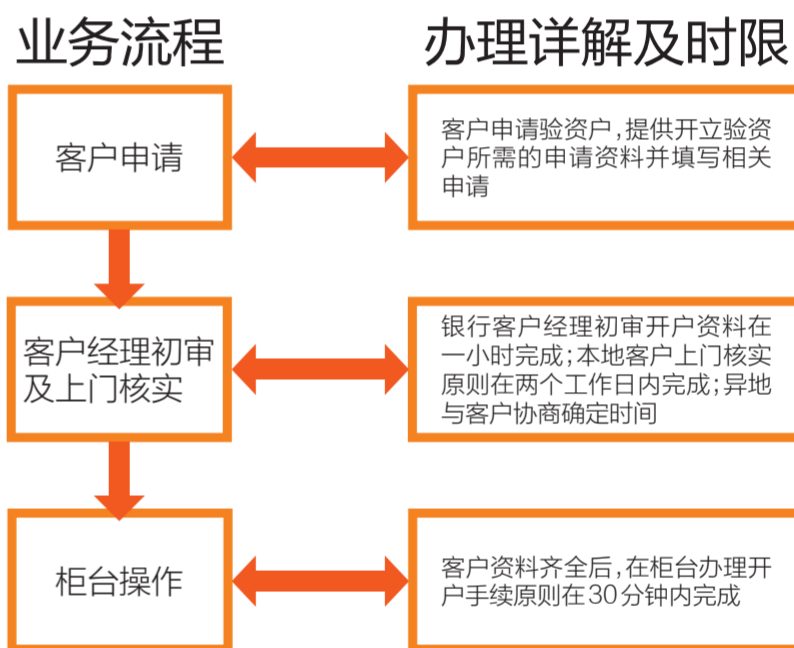 业务流程
办理详解及时限
客户申请
客户申请验资户,提供开立验资
户所需的申请资料并填写相关
申请
客户经理初审
及上门核实
银行客户经理初审开户资料在
一小时完成;本地客户上门核实
原则在两个工作日内完成;异地
与客户协商确定时间
柜台操作
客户资料齐全后,在柜台办理开
户手续原则在30分钟内完成